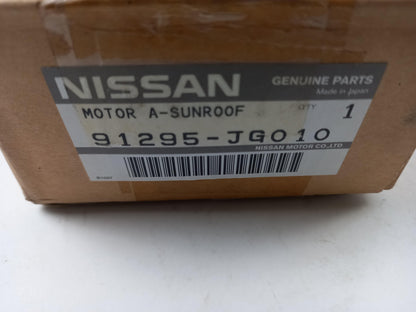 NISSAN
GENUINE PARTS
Made in Japan
MOTOR A-SUNROOF QTY 1
91295-JG010
NISSAN MOTOR CO.,LTD